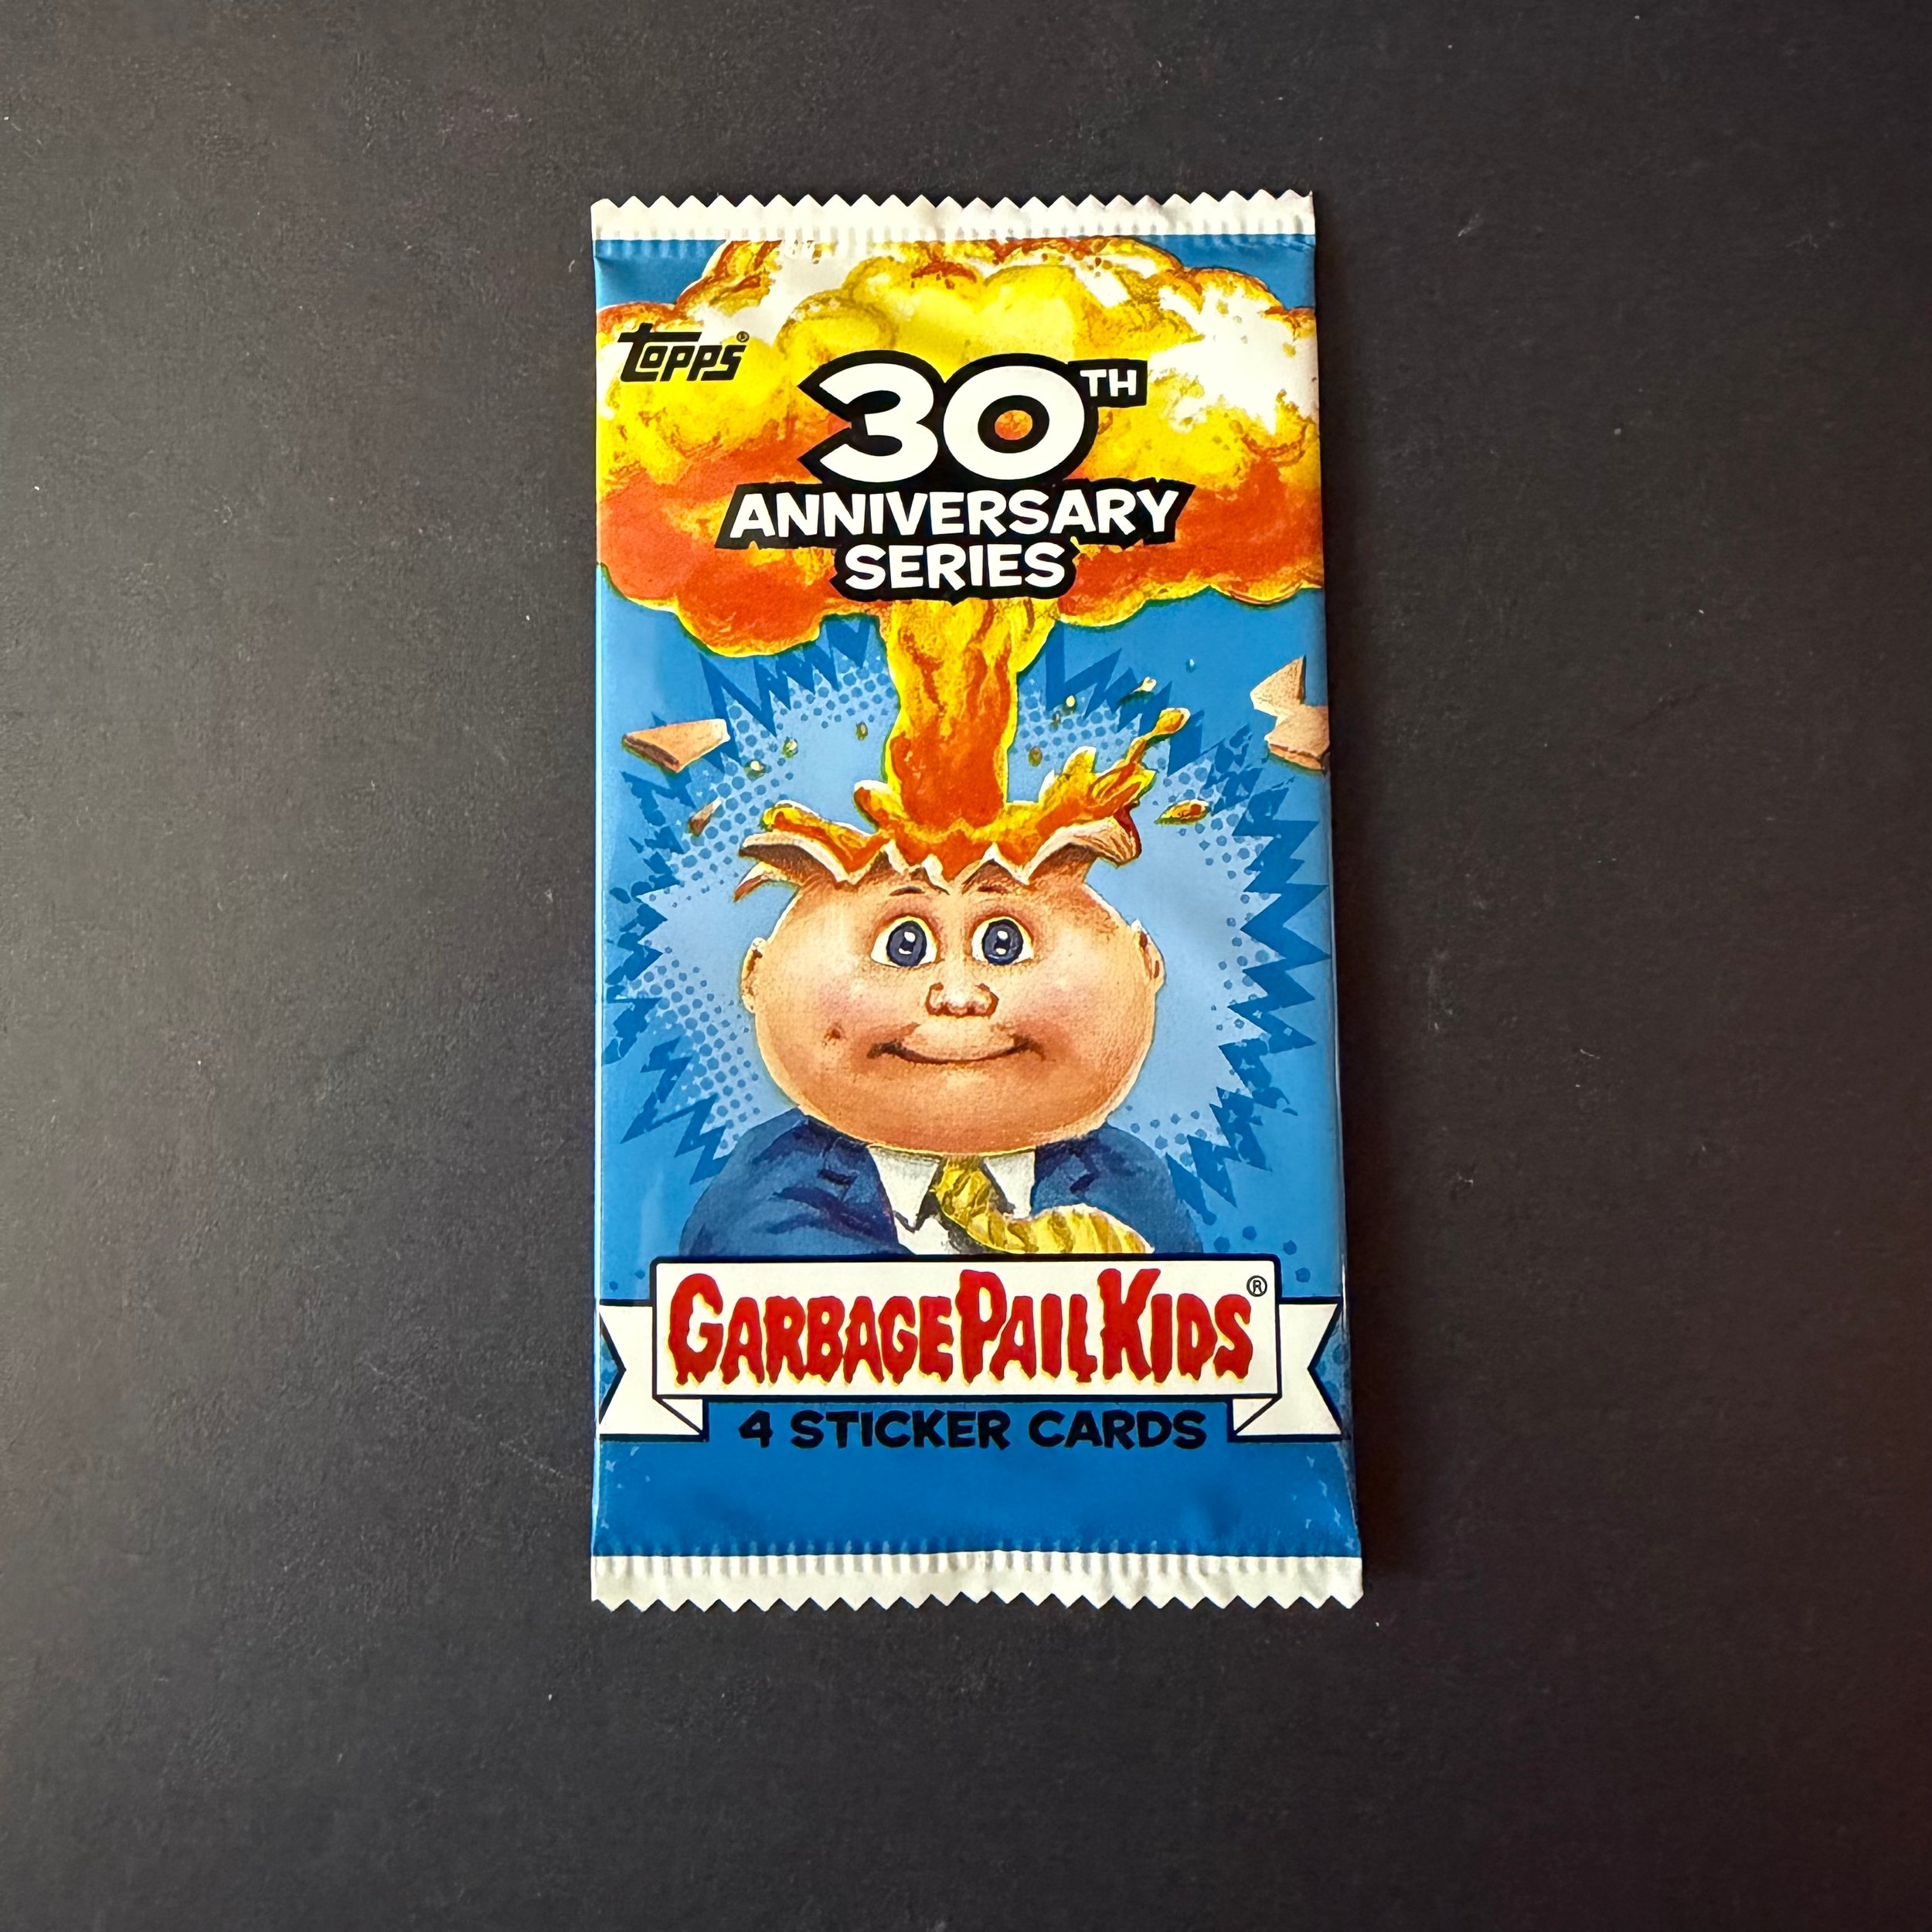 Topps®
30TH
ANNIVERSARY
SERIES
GARBAGE PAIL KIDS®
4 STICKER CARDS